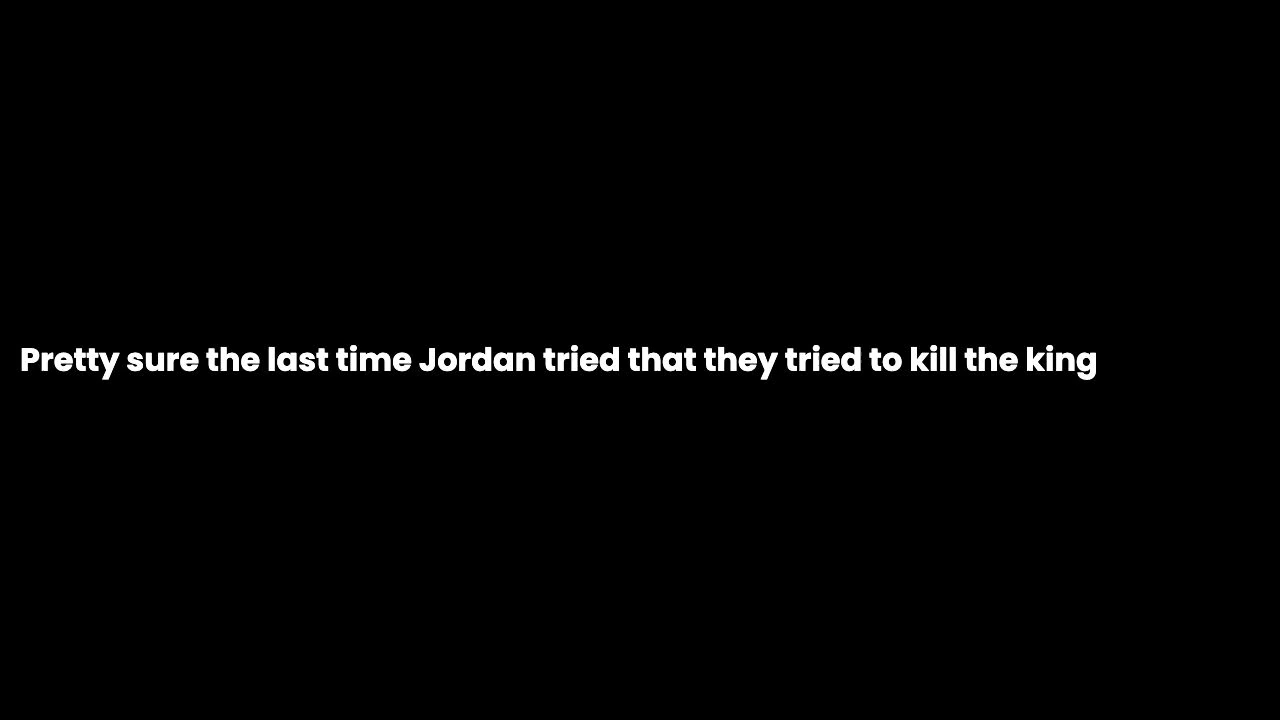 Pretty sure the last time Jordan tried that they tried to kill the king